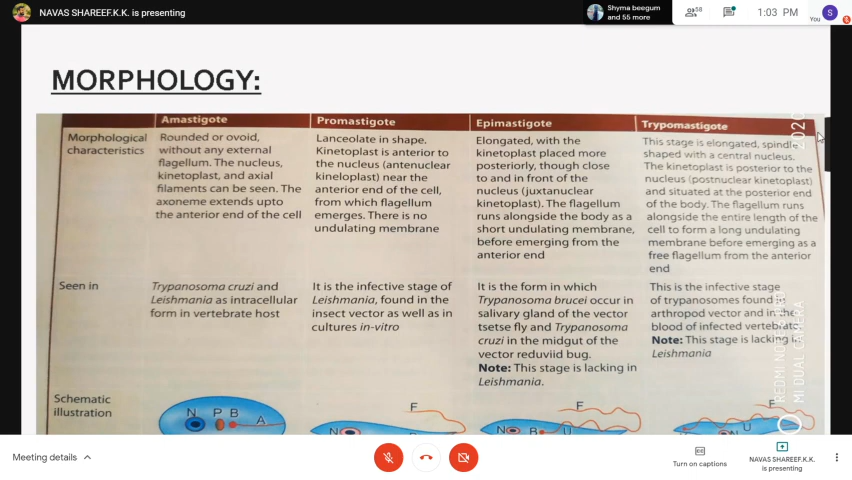 NAVAS SHAREEF.K.K. is presenting
Shyma beegum
and 55 more
58
1:03 PM
You
S
MORPHOLOGY:
Amastigote
Promastigote
Epimastigote
Trypomastigote
Morphological
characteristics
Rounded or ovoid,
without any external
flagellum. The nucleus,
kinetoplast, and axial
filaments can be seen. The
axoneme extends upto
the anterior end of the cell
Lanceolate in shape.
Kinetoplast is anterior to
the nucleus (antenuclear
kineloplast) near the
anterior end of the cell,
from which flagellum
emerges. There is no
undulating membrane
Elongated, with the
kinetoplast placed more
posteriorly, though close
to and in front of the
nucleus (juxtanuclear
kinetoplast). The flagellum
runs alongside the body as a
short undulating membrane,
before emerging from the
anterior end
This stage is elongated, spindle-
shaped with a central nucleus.
The kinetoplast is posterior to the
nucleus (postnuclear kinetoplast)
and situated at the posterior end
of the body. The flagellum runs
alongside the entire length of the
cell to form a long undulating
membrane before emerging as a
free flagellum from the anterior
end
Seen in
Trypanosoma cruzi and
Leishmania as intracellular
form in vertebrate host
It is the infective stage of
Leishmania, found in the
insect vector as well as in
cultures in-vitro
It is the form in which
Trypanosoma brucei occur in
salivary gland of the vector
tsetse fly and Trypanosoma
cruzi in the midgut of the
vector reduviid bug.
Note: This stage is lacking in
Leishmania.
This is the infective stage
of trypanosomes found in
arthropod vector and in the
blood of infected vertebrate
Note: This stage is lacking in
Leishmania
Schematic
illustration
N P B A
F
N
F
N B U
F
N U
REDMI NOTE
MI DUAL CAMERA
Meeting details
Turn on captions
NAVAS SHAREEF.K.K.
is presenting